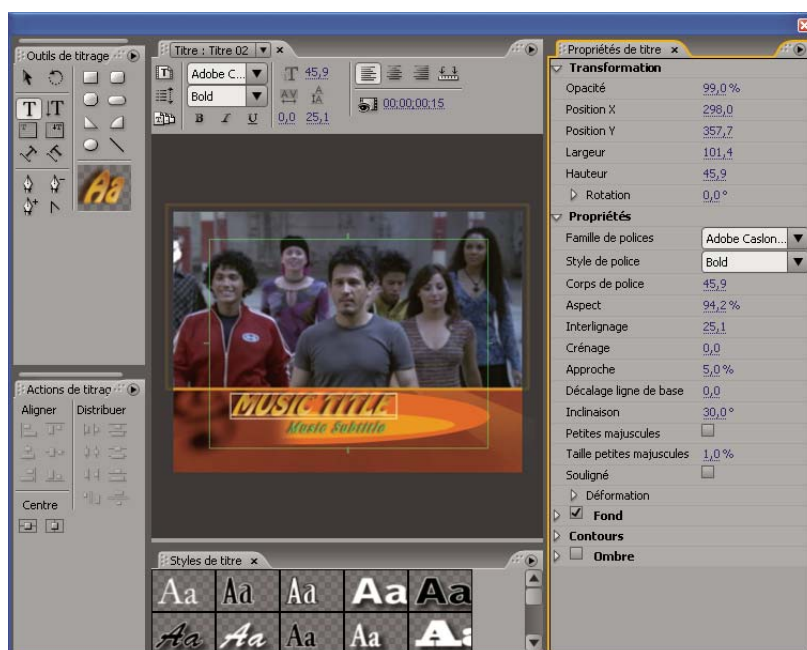 Outils de titrage
Titre : Titre 02
Adobe C...
45,9
Bold
B I U
0,0 25,1
00;00;00:15
T T
Aa
MUSIC TITLE
Music Subtitle
Actions de titrag
Aligner Distribuer
Centre
Styles de titre
Aa Aa Aa Aa Aa
Aa Aa Aa Aa A
Propriétés de titre
Transformation
Opacité 99,0 %
Position X 298,0
Position Y 357,7
Largeur 101,4
Hauteur 45,9
Rotation 0,0 °
Propriétés
Famille de polices Adobe Caslon...
Style de police Bold
Corps de police 45,9
Aspect 94,2 %
Interlignage 25,1
Crénage 0,0
Approche 5,0 %
Décalage ligne de base 0,0
Inclinaison 30,0 °
Petites majuscules
Taille petites majuscules 1,0 %
Souligné
Déformation
Fond
Contours
Ombre